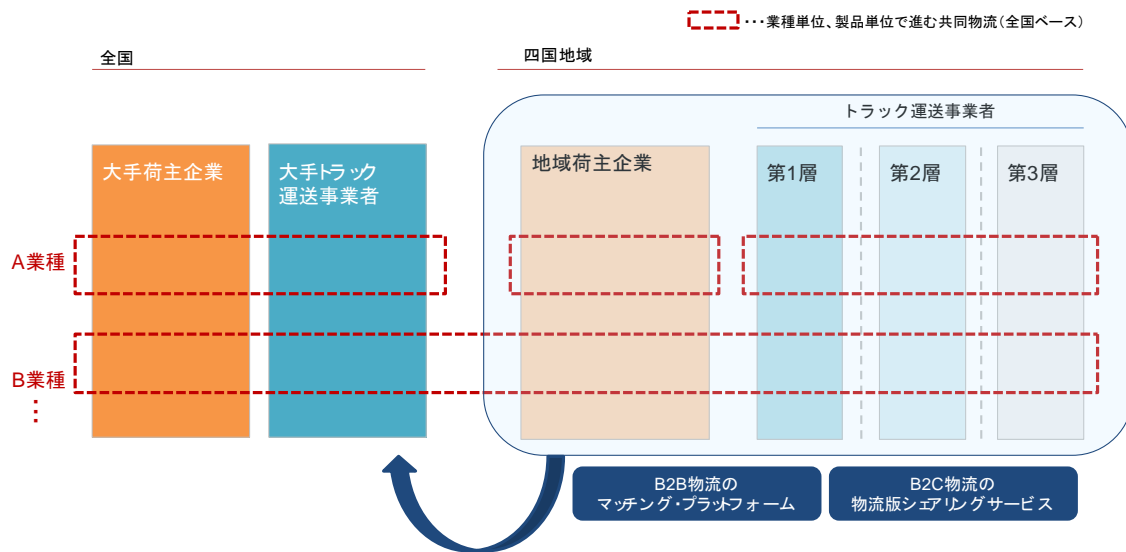 ・・・業種単位、製品単位で進む共同物流（全国ベース）
全国
四国地域
トラック運送事業者
大手荷主企業
大手トラック
運送事業者
地域荷主企業
第1層
第2層
第3層
A業種
B業種
…
B2B物流の
マッチング・プラットフォーム
B2C物流の
物流版シェアリングサービス